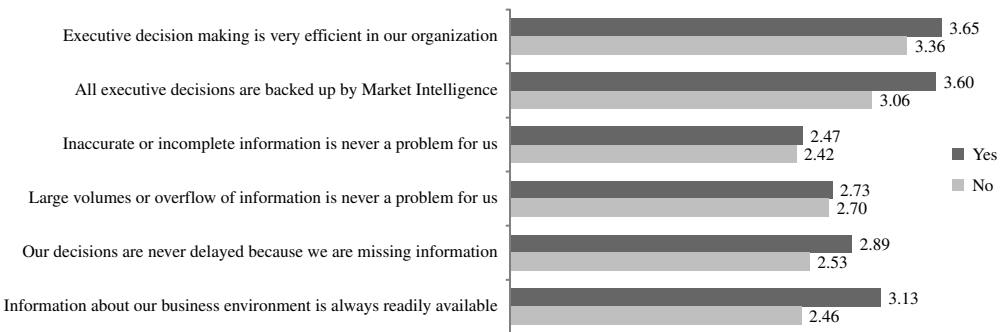 Executive decision making is very efficient in our organization
3.65
3.36
All executive decisions are backed up by Market Intelligence
3.60
3.06
Inaccurate or incomplete information is never a problem for us
2.47
2.42
Large volumes or overflow of information is never a problem for us
2.73
2.70
Our decisions are never delayed because we are missing information
2.89
2.53
Information about our business environment is always readily available
3.13
2.46
Yes
No